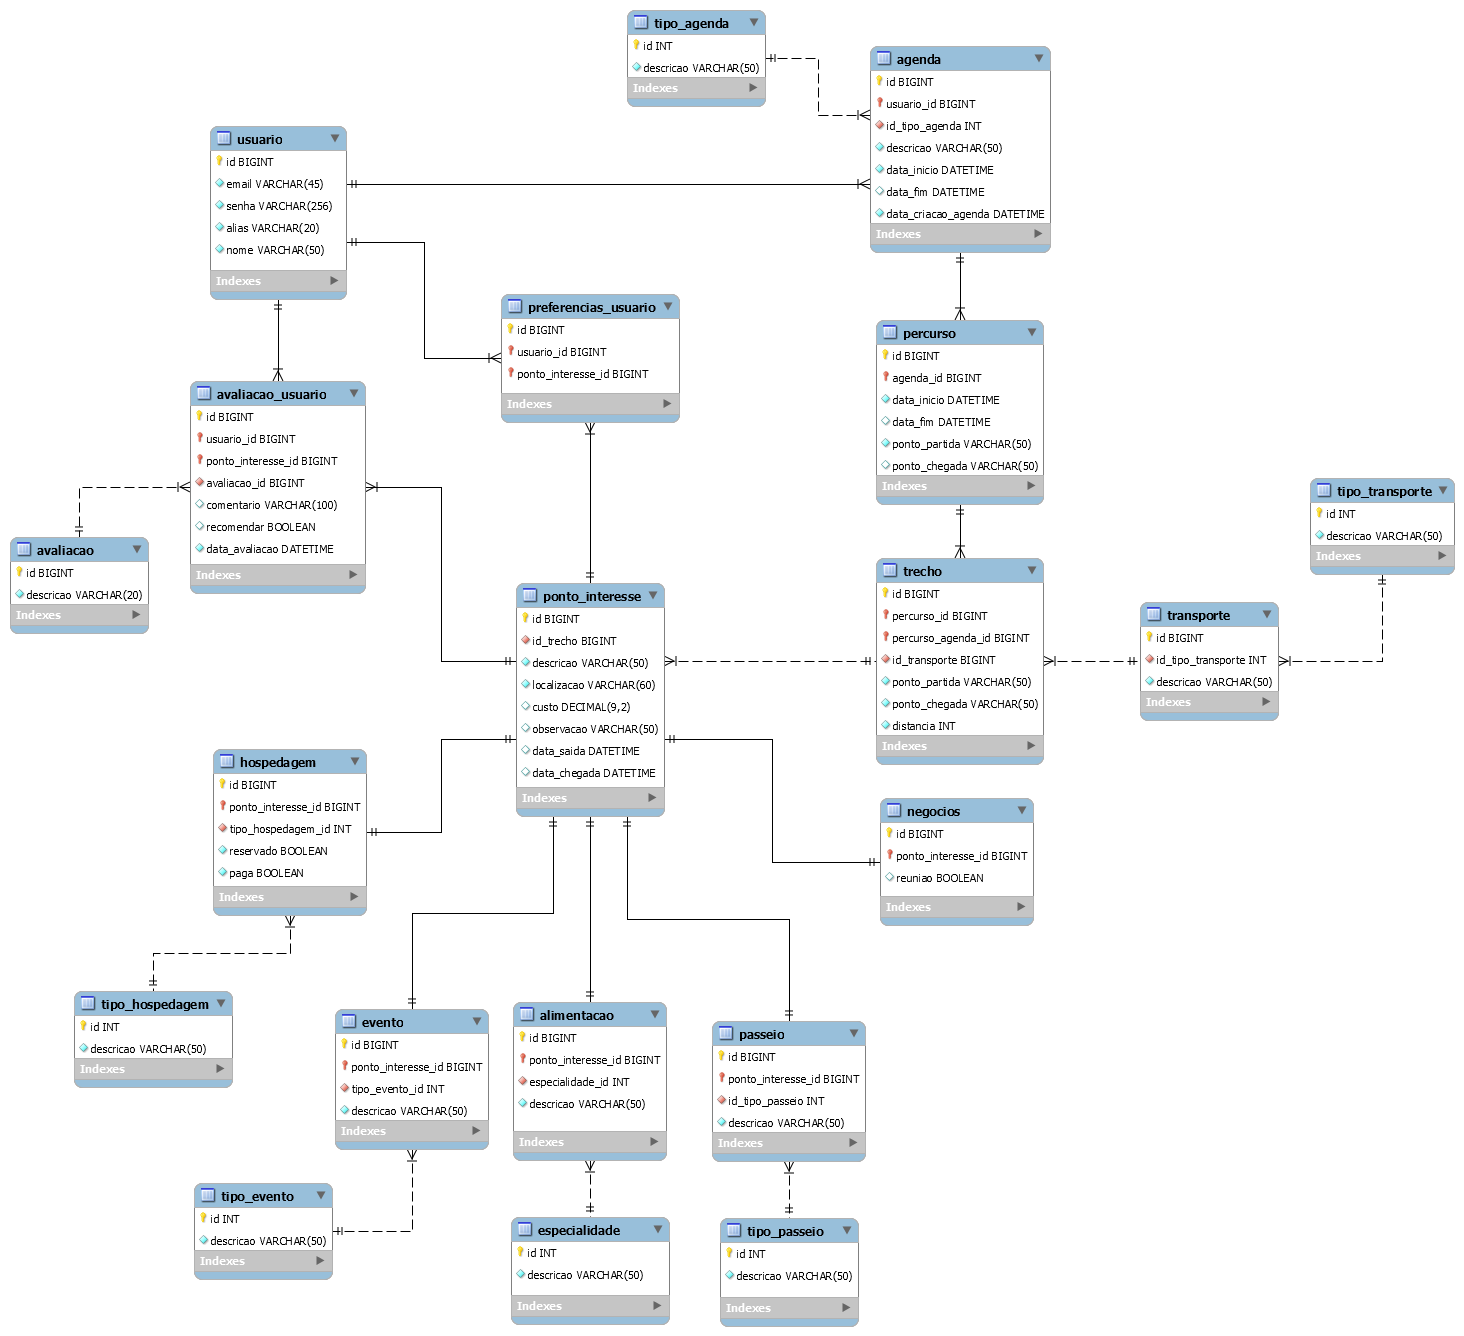 tipo_agenda
id INT
descricao VARCHAR(50)
Indexes
agenda
id BIGINT
usuario_id BIGINT
id_tipo_agenda INT
descricao VARCHAR(50)
data_inicio DATETIME
data_fim DATETIME
data_criacao_agenda DATETIME
Indexes
usuario
id BIGINT
email VARCHAR(45)
senha VARCHAR(256)
alias VARCHAR(20)
nome VARCHAR(50)
Indexes
preferencias_usuario
id BIGINT
usuario_id BIGINT
ponto_interesse_id BIGINT
Indexes
percurso
id BIGINT
agenda_id BIGINT
data_inicio DATETIME
data_fim DATETIME
ponto_partida VARCHAR(50)
ponto_chegada VARCHAR(50)
Indexes
avaliacao_usuario
id BIGINT
usuario_id BIGINT
ponto_interesse_id BIGINT
avaliacao_id BIGINT
comentario VARCHAR(100)
recomendar BOOLEAN
data_avaliacao DATETIME
Indexes
tipo_transporte
id INT
descricao VARCHAR(50)
Indexes
avaliacao
id BIGINT
descricao VARCHAR(20)
Indexes
ponto_interesse
id BIGINT
id_trecho BIGINT
descricao VARCHAR(50)
localizacao VARCHAR(60)
custo DECIMAL(9,2)
observacao VARCHAR(50)
data_saida DATETIME
data_chegada DATETIME
Indexes
trecho
id BIGINT
percurso_id BIGINT
percurso_agenda_id BIGINT
id_transporte BIGINT
ponto_partida VARCHAR(50)
ponto_chegada VARCHAR(50)
distancia INT
Indexes
transporte
id BIGINT
id_tipo_transporte INT
descricao VARCHAR(50)
Indexes
hospedagem
id BIGINT
ponto_interesse_id BIGINT
tipo_hospedagem_id INT
reservado BOOLEAN
paga BOOLEAN
Indexes
negocios
id BIGINT
ponto_interesse_id BIGINT
reuniao BOOLEAN
Indexes
tipo_hospedagem
id INT
descricao VARCHAR(50)
Indexes
evento
id BIGINT
ponto_interesse_id BIGINT
tipo_evento_id INT
descricao VARCHAR(50)
Indexes
alimentacao
id BIGINT
ponto_interesse_id BIGINT
especialidade_id INT
descricao VARCHAR(50)
Indexes
passeio
id BIGINT
ponto_interesse_id BIGINT
id_tipo_passeio INT
descricao VARCHAR(50)
Indexes
tipo_evento
id INT
descricao VARCHAR(50)
Indexes
especialidade
id INT
descricao VARCHAR(50)
Indexes
tipo_passeio
id INT
descricao VARCHAR(50)
Indexes